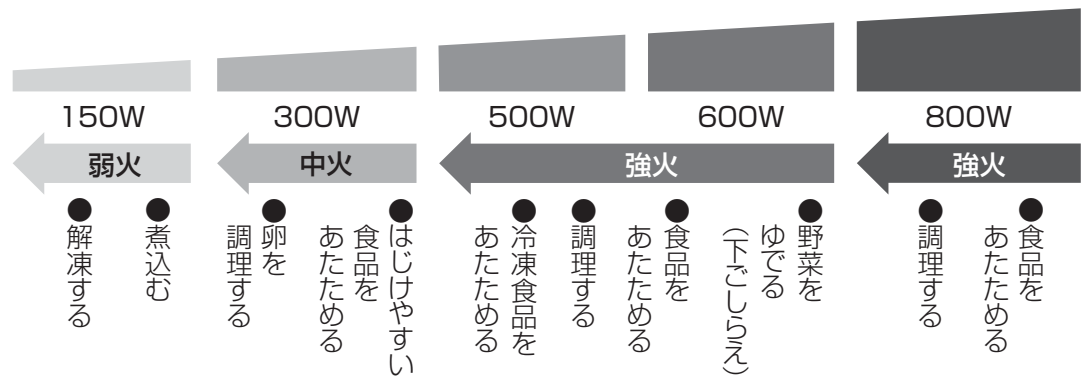 150W
300W
500W
600W
800W
弱火
中火
強火
強火
●野菜を
ゆでる
(下ごしらえ)
●食品を
あたためる
●調理する
●冷凍食品を
あたためる
●はじけやすい
食品を
あたためる
●卵を
調理する
●煮込む
●解凍する
●食品を
あたためる
●調理する